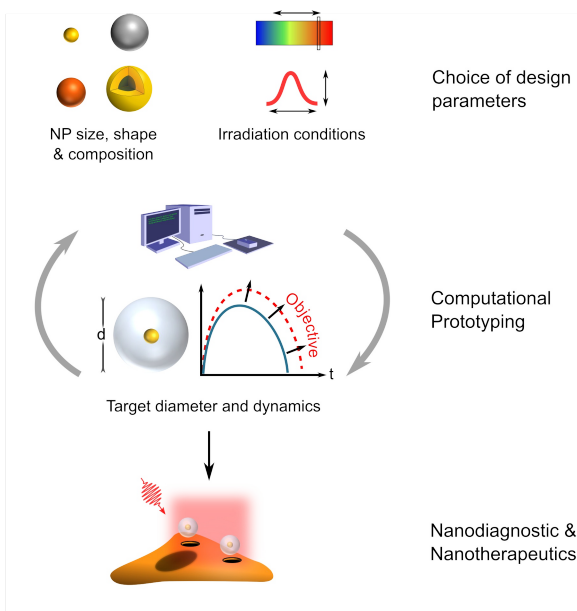 NP size, shape
& composition
Irradiation conditions
Choice of design
parameters
d
Objective
t
Target diameter and dynamics
Computational
Prototyping
Nanodiagnostic &
Nanotherapeutics